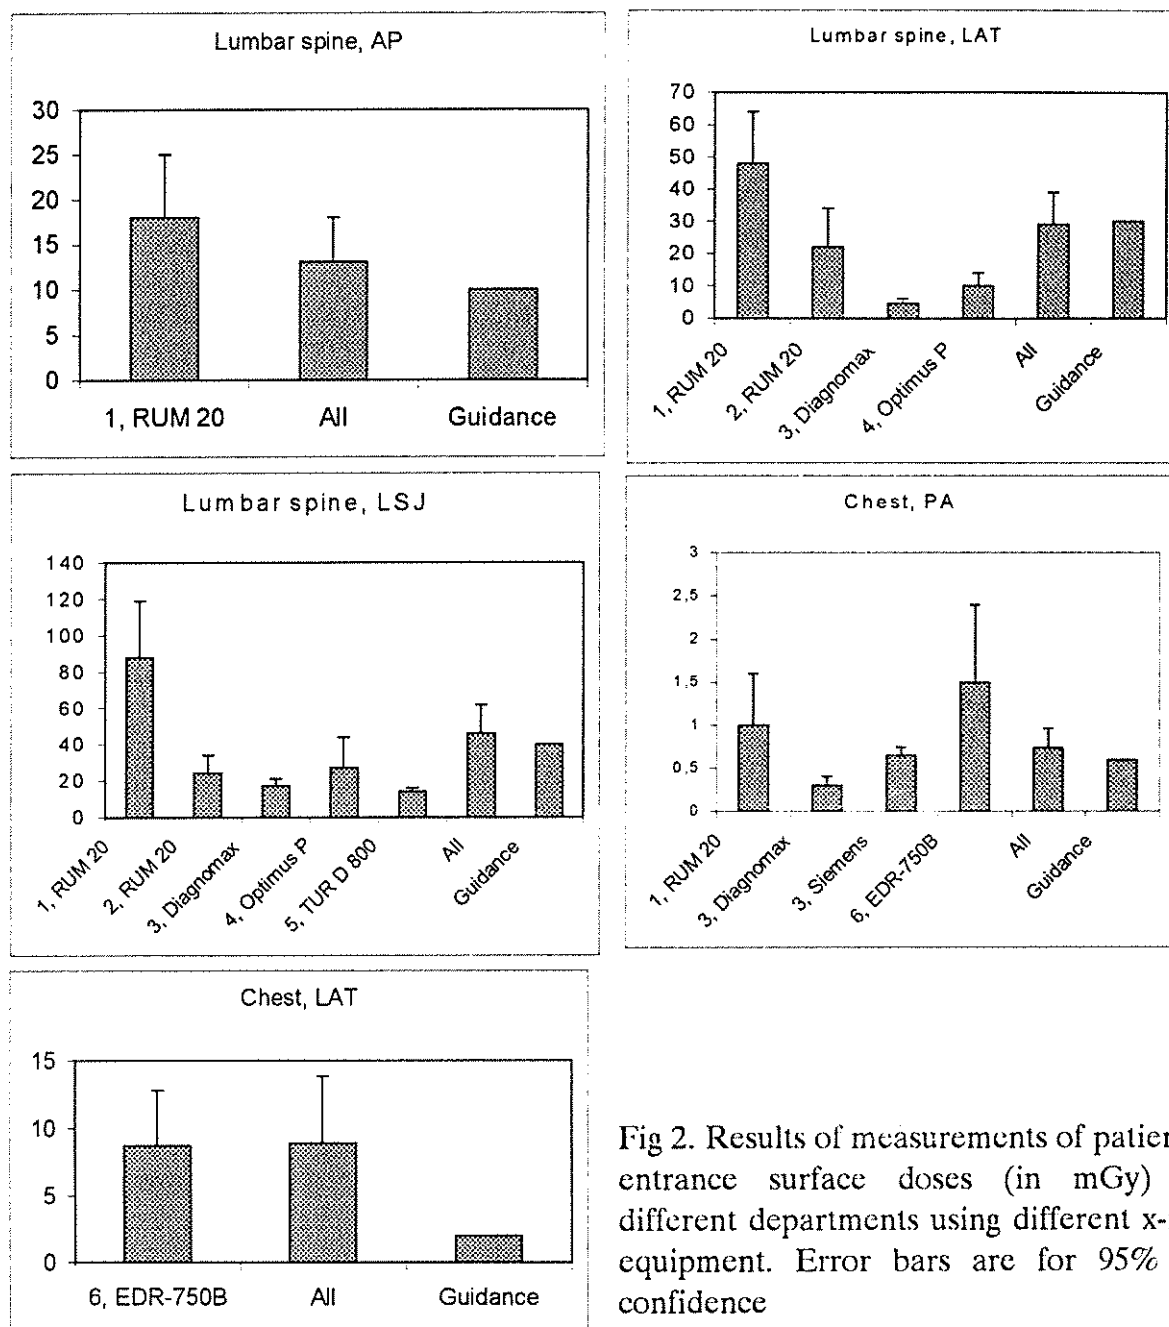 Lumbar spine, AP
30
25
20
15
10
5
0
1, RUM 20 All Guidance
Lumbar spine, LAT
70
60
50
40
30
20
10
0
1, RUM 20
2, RUM 20
3, Diagnomax
4, Optimus P
All
Guidance
Lumbar spine, LSJ
140
120
100
80
60
40
20
0
1, RUM 20
2, RUM 20
3, Diagnomax
4, Optimus P
5, TUR D 800
All
Guidance
Chest, PA
3
2,5
2
1,5
1
0,5
0
1, RUM 20
3, Diagnomax
3, Siemens
6, EDR-750B
All
Guidance
Chest, LAT
15
10
5
0
6, EDR-750B All Guidance
Fig 2. Results of measurements of patien
entrance surface doses (in mGy)
different departments using different x-
equipment. Error bars are for 95%
confidence